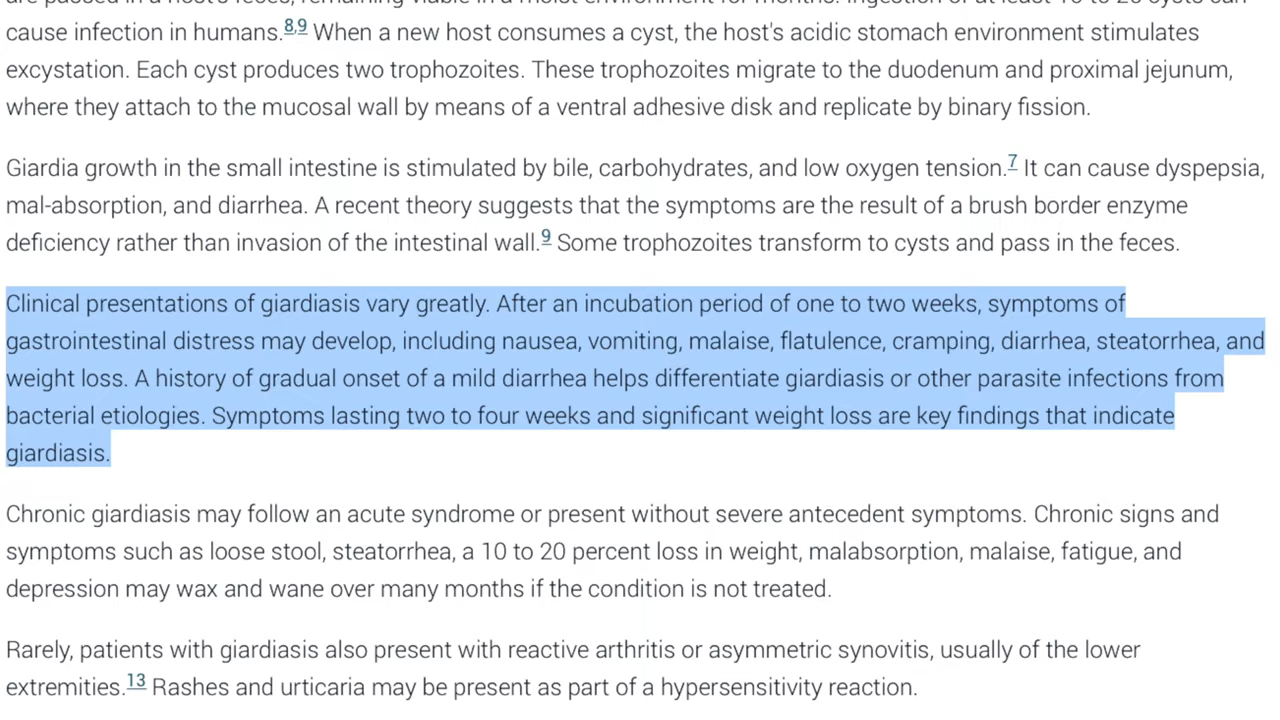 cause infection in humans.8,9 When a new host consumes a cyst, the host's acidic stomach environment stimulates
excystation. Each cyst produces two trophozoites. These trophozoites migrate to the duodenum and proximal jejunum,
where they attach to the mucosal wall by means of a ventral adhesive disk and replicate by binary fission.
Giardia growth in the small intestine is stimulated by bile, carbohydrates, and low oxygen tension.7 It can cause dyspepsia,
mal-absorption, and diarrhea. A recent theory suggests that the symptoms are the result of a brush border enzyme
deficiency rather than invasion of the intestinal wall.9 Some trophozoites transform to cysts and pass in the feces.
Clinical presentations of giardiasis vary greatly. After an incubation period of one to two weeks, symptoms of
gastrointestinal distress may develop, including nausea, vomiting, malaise, flatulence, cramping, diarrhea, steatorrhea, and
weight loss. A history of gradual onset of a mild diarrhea helps differentiate giardiasis or other parasite infections from
bacterial etiologies. Symptoms lasting two to four weeks and significant weight loss are key findings that indicate
giardiasis.
Chronic giardiasis may follow an acute syndrome or present without severe antecedent symptoms. Chronic signs and
symptoms such as loose stool, steatorrhea, a 10 to 20 percent loss in weight, malabsorption, malaise, fatigue, and
depression may wax and wane over many months if the condition is not treated.
Rarely, patients with giardiasis also present with reactive arthritis or asymmetric synovitis, usually of the lower
extremities.13 Rashes and urticaria may be present as part of a hypersensitivity reaction.